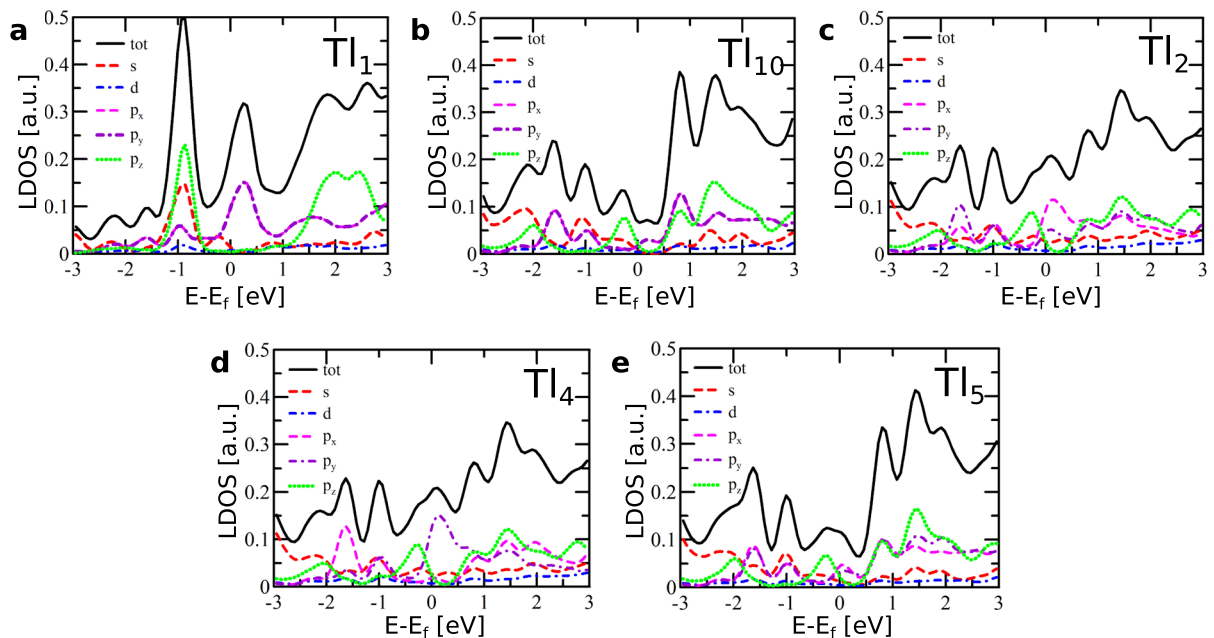 a
Tl1
LDOS [a.u.]
0.5
0.4
0.3
0.2
0.1
0
tot
s
d
px
py
pz
-3 -2 -1 0 1 2 3
E-Ef [eV]
b
Tl10
LDOS [a.u.]
0.5
0.4
0.3
0.2
0.1
0
tot
s
d
px
py
pz
-3 -2 -1 0 1 2 3
E-Ef [eV]
c
Tl2
LDOS [a.u.]
0.5
0.4
0.3
0.2
0.1
0
tot
s
d
px
py
pz
-3 -2 -1 0 1 2 3
E-Ef [eV]
d
Tl4
LDOS [a.u.]
0.5
0.4
0.3
0.2
0.1
0
tot
s
d
px
py
pz
-3 -2 -1 0 1 2 3
E-Ef [eV]
e
Tl5
LDOS [a.u.]
0.5
0.4
0.3
0.2
0.1
0
tot
s
d
px
py
pz
-3 -2 -1 0 1 2 3
E-Ef [eV]